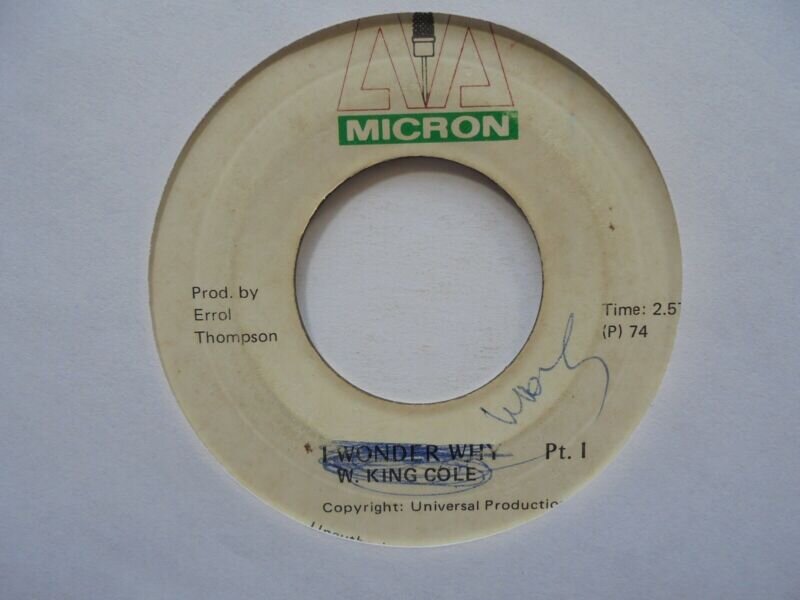 MICRON
Prod. by
Errol
Thompson
Time: 2.5
(P) 74
I WONDER WHY Pt. I
W. KING COLE
Copyright: Universal Productio